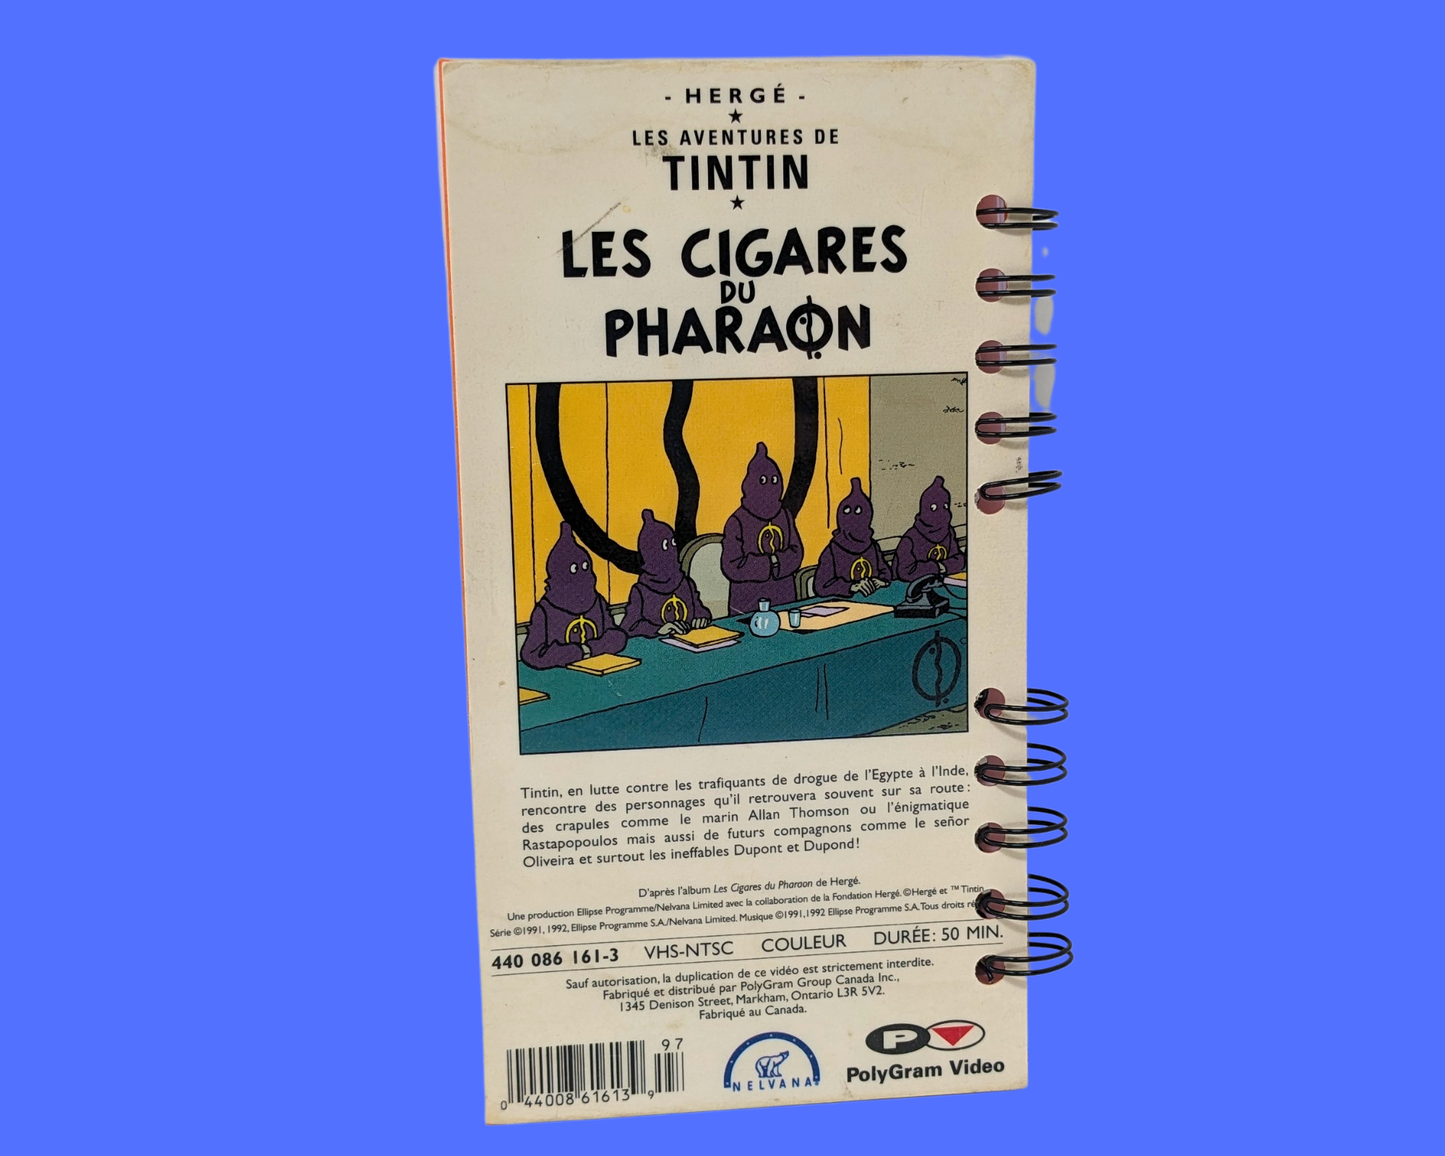 - HERGÉ -
LES AVENTURES DE
TINTIN
LES CIGARES
DU
PHARAON
Tintin, en lutte contre les trafiquants de drogue de l'Egypte à l'Inde,
rencontre des personnages qu'il retrouvera souvent sur sa route :
des crapules comme le marin Allan Thomson ou l'énigmatique
Rastapopoulos mais aussi de futurs compagnons comme le señor
Oliveira et surtout les ineffables Dupont et Dupond !
D'après l'album Les Cigares du Pharaon de Hergé.
Une production Ellipse Programme/Nelvana Limited avec la collaboration de la Fondation Hergé. ©Hergé et ™ Tintin
Série ©1991, 1992, Ellipse Programme S.A./Nelvana Limited. Musique ©1991,1992 Ellipse Programme S.A. Tous droits
440 086 161-3 VHS-NTSC COULEUR DURÉE: 50 MIN.
Sauf autorisation, la duplication de ce vidéo est strictement interdite.
Fabriqué et distribué par PolyGram Group Canada Inc.,
1345 Denison Street, Markham, Ontario L3R 5V2.
Fabriqué au Canada.
97
0 44008 61613 9
NELVANA
P
PolyGram Video